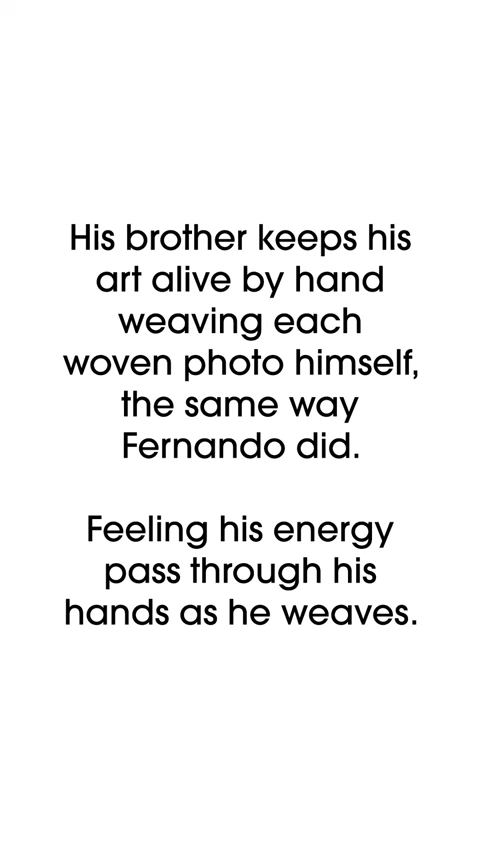 His brother keeps his
art alive by hand
weaving each
woven photo himself,
the same way
Fernando did.
Feeling his energy
pass through his
hands as he weaves.